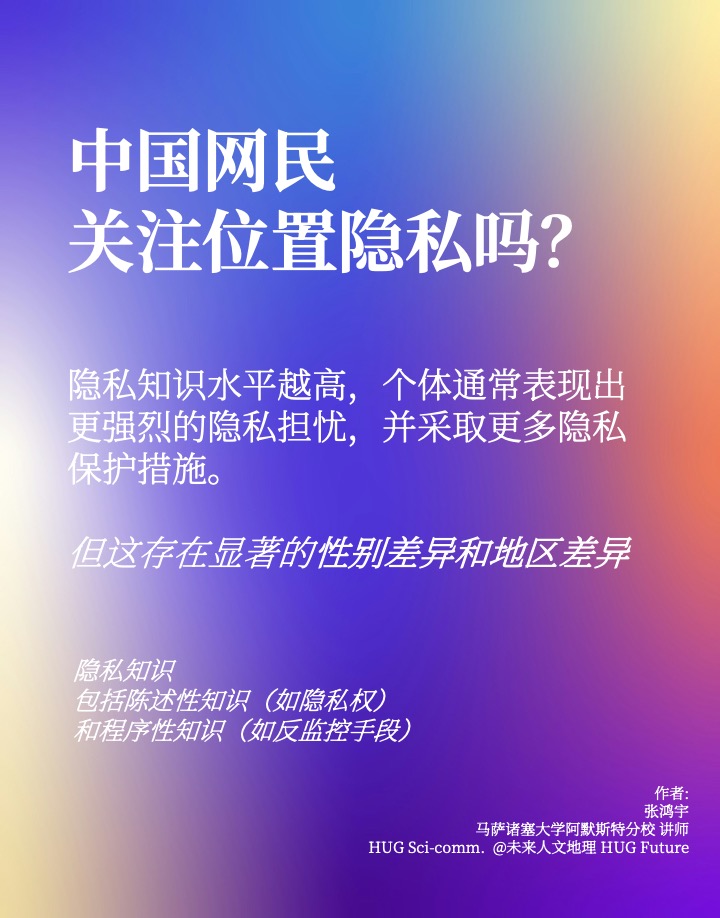 中国网民
关注位置隐私吗？
隐私知识水平越高，个体通常表现出
更强烈的隐私担忧，并采取更多隐私
保护措施。
但这存在显著的性别差异和地区差异
隐私知识
包括陈述性知识（如隐私权）
和程序性知识（如反监控手段）
作者:
张鸿宇
马萨诸塞大学阿默斯特分校 讲师
HUG Sci-comm. @未来人文地理 HUG Future